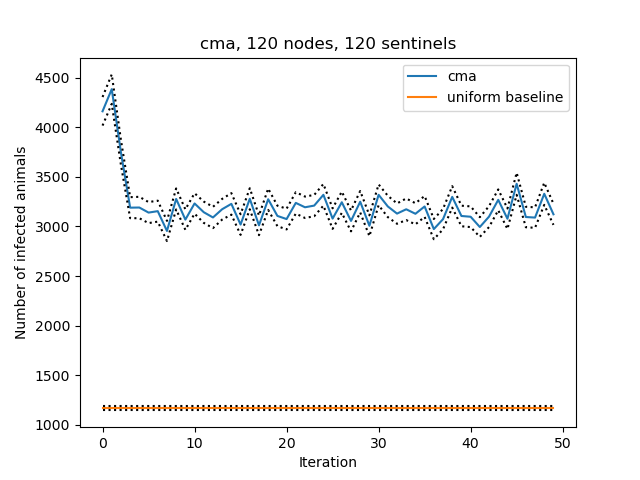 cma, 120 nodes, 120 sentinels
cma
uniform baseline
Number of infected animals
4500
4000
3500
3000
2500
2000
1500
1000
0
10
20
30
40
50
Iteration